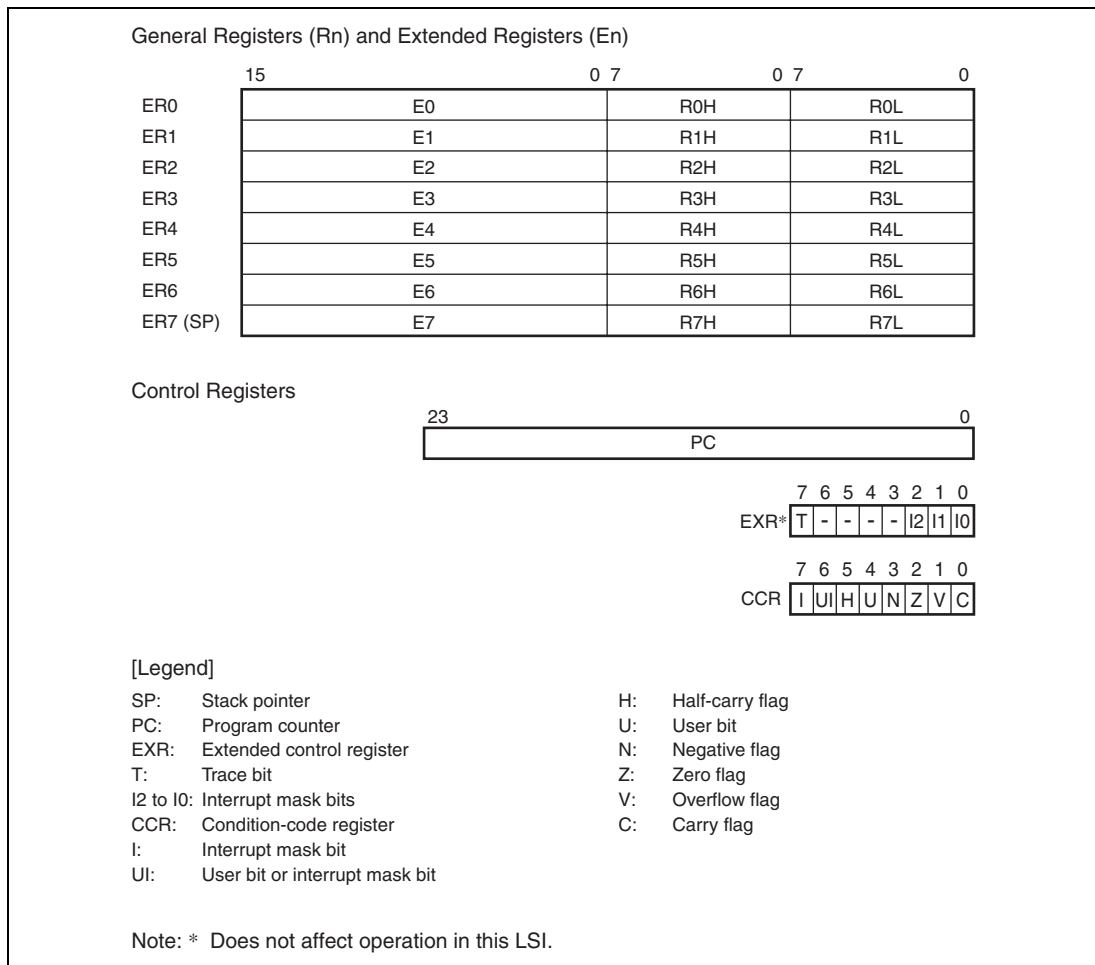 General Registers (Rn) and Extended Registers (En)
15 0 7 0 7 0
ER0 E0 R0H R0L
ER1 E1 R1H R1L
ER2 E2 R2H R2L
ER3 E3 R3H R3L
ER4 E4 R4H R4L
ER5 E5 R5H R5L
ER6 E6 R6H R6L
ER7 (SP) E7 R7H R7L
Control Registers
23 0
PC
7 6 5 4 3 2 1 0
EXR* T - - - - I2 I1 I0
7 6 5 4 3 2 1 0
CCR I UI H U N Z V C
[Legend]
SP: Stack pointer
PC: Program counter
EXR: Extended control register
T: Trace bit
I2 to I0: Interrupt mask bits
CCR: Condition-code register
I: Interrupt mask bit
UI: User bit or interrupt mask bit
H: Half-carry flag
U: User bit
N: Negative flag
Z: Zero flag
V: Overflow flag
C: Carry flag
Note: * Does not affect operation in this LSI.